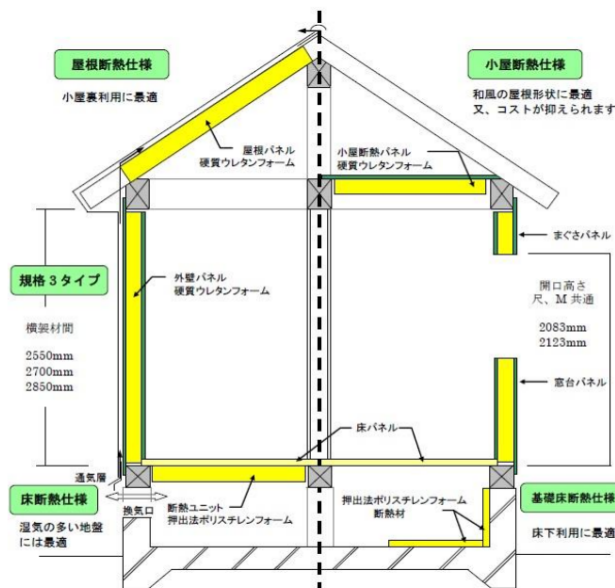 屋根断熱仕様
小屋裏利用に最適
小屋断熱仕様
和風の屋根形状に最適
又、コストが抑えられます
屋根パネル
硬質ウレタンフォーム
小屋断熱パネル
硬質ウレタンフォーム
まぐさパネル
規格3タイプ
横架材間
2550mm
2700mm
2850mm
外壁パネル
硬質ウレタンフォーム
開口高さ
尺、M 共通
2083mm
2123mm
窓台パネル
床パネル
通気層
換気口
床断熱仕様
湿気の多い地盤
には最適
断熱ユニット
押出法ポリスチレンフォーム
押出法ポリスチレンフォーム
断熱材
基礎床断熱仕様
床下利用に最適